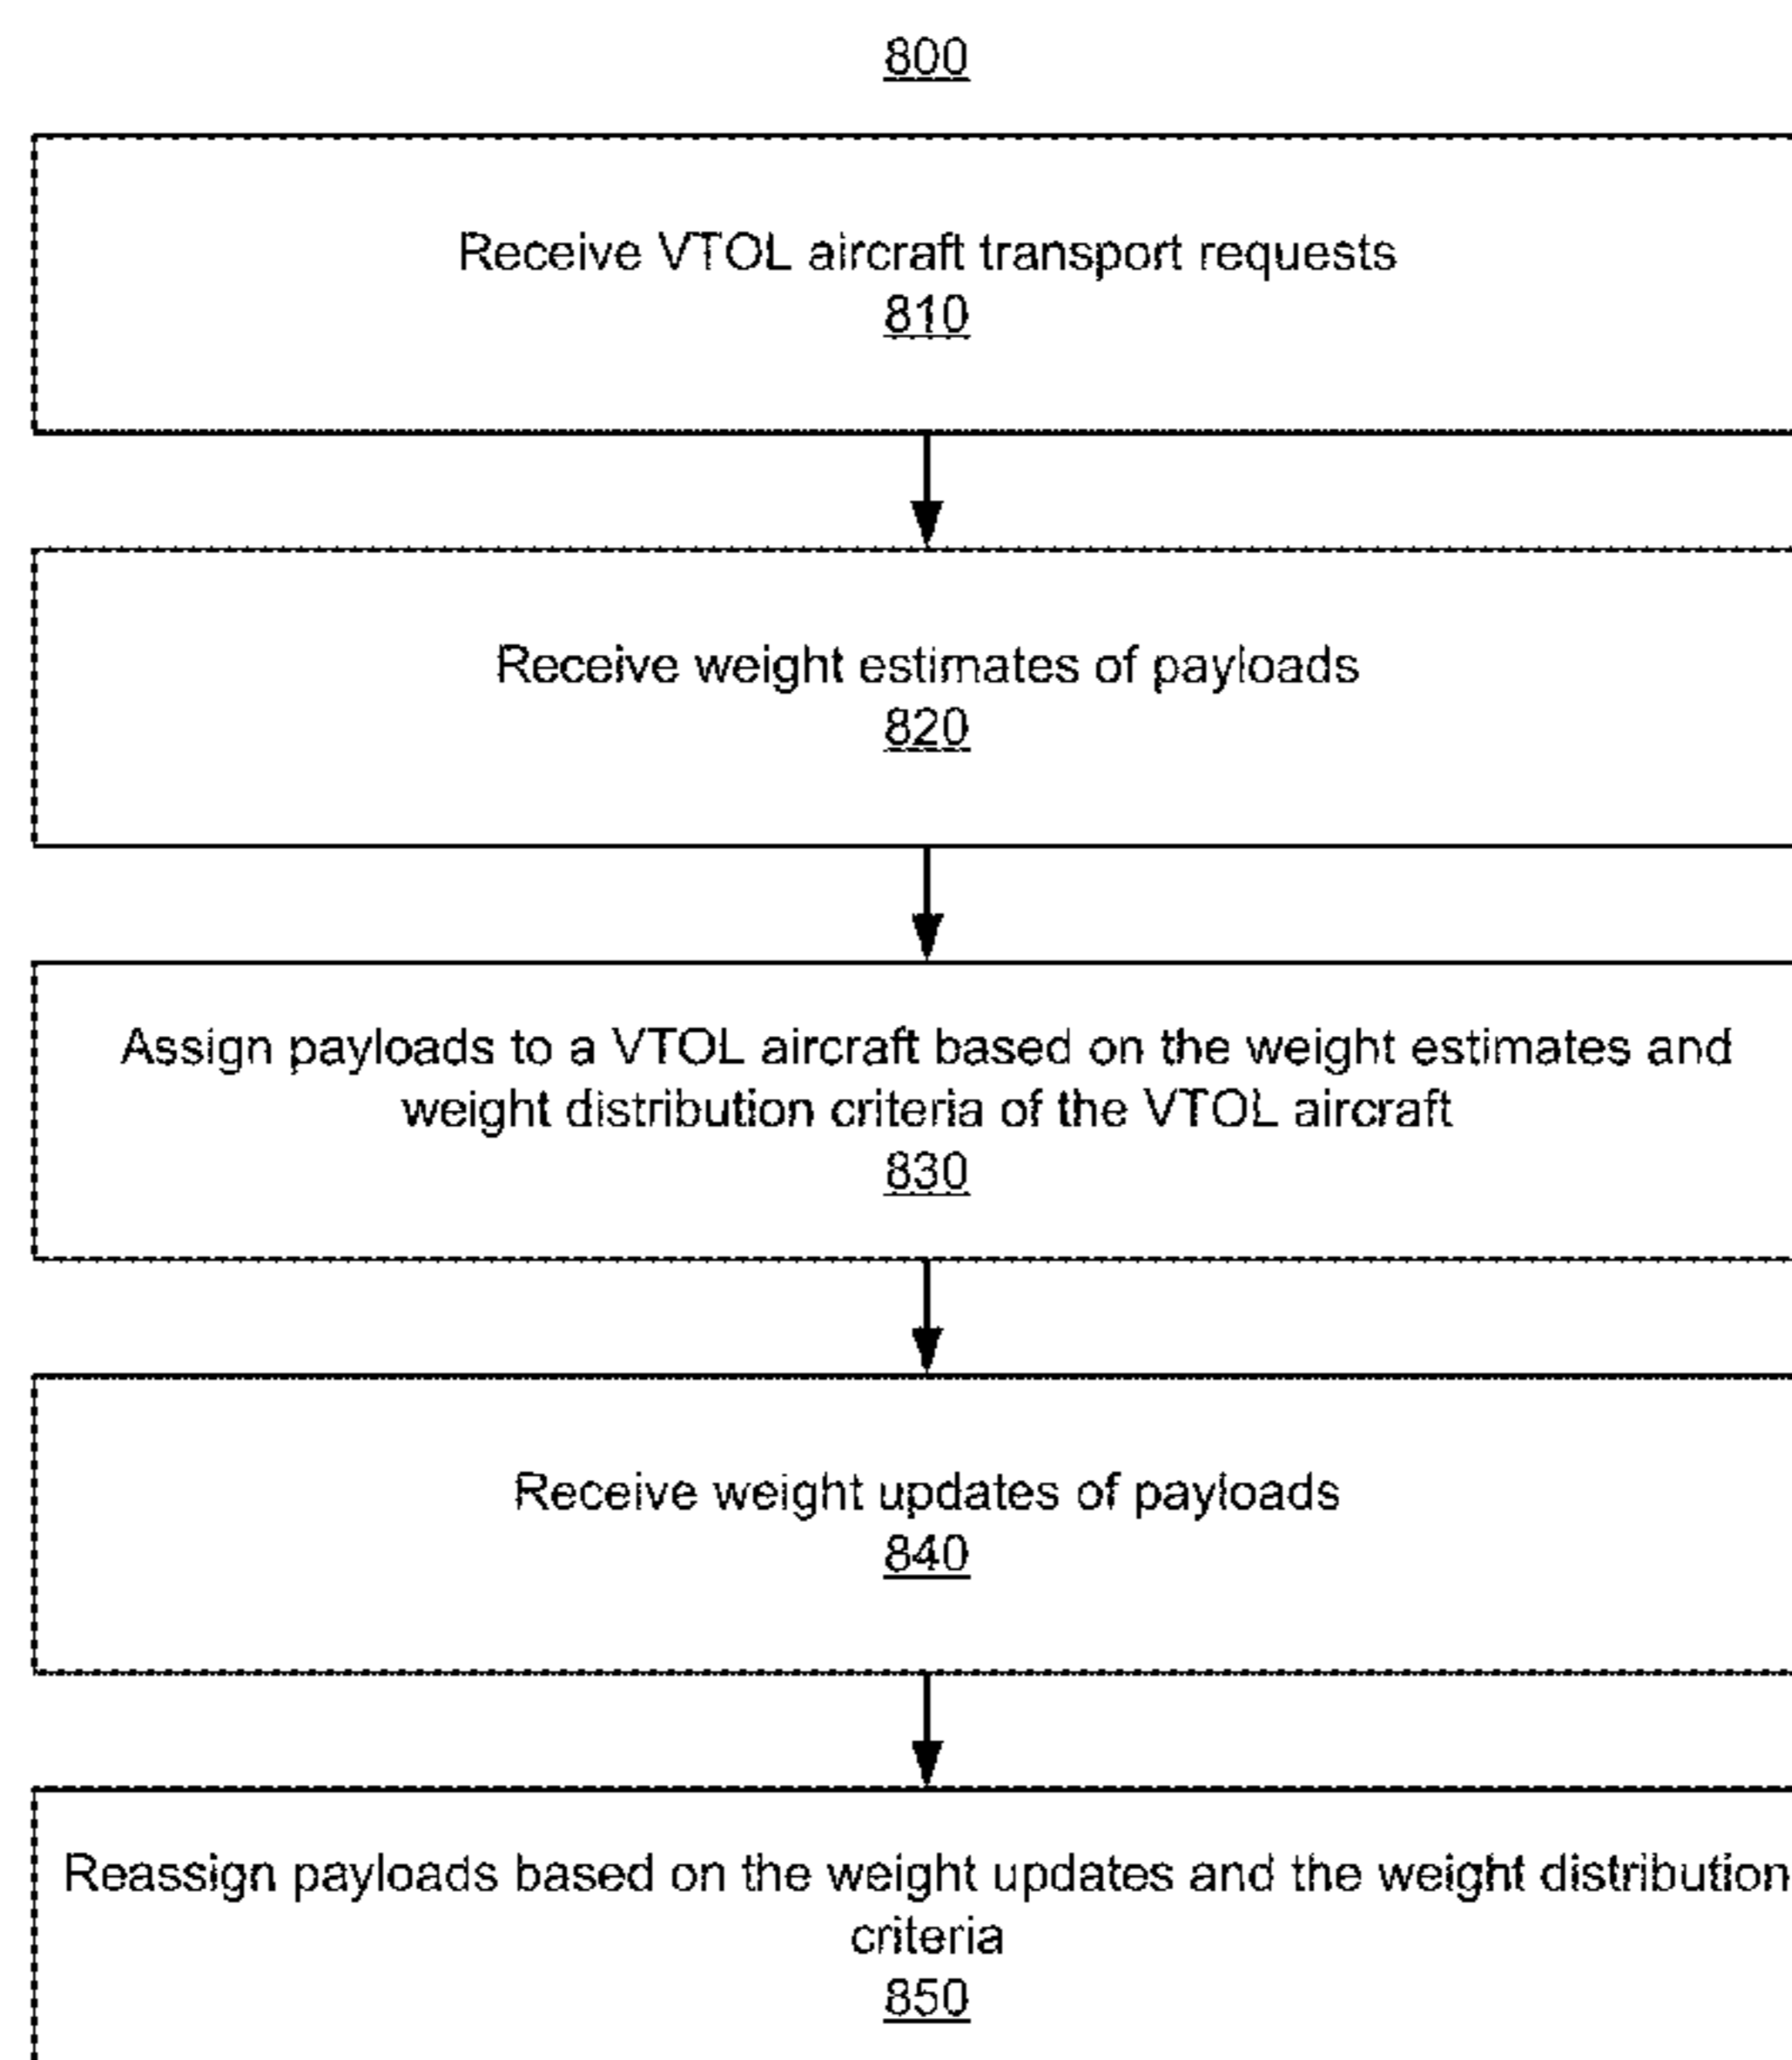 800
Receive VTOL aircraft transport requests
810
Receive weight estimates of payloads
820
Assign payloads to a VTOL aircraft based on the weight estimates and
weight distribution criteria of the VTOL aircraft
830
Receive weight updates of payloads
840
Reassign payloads based on the weight updates and the weight distribution
criteria
850